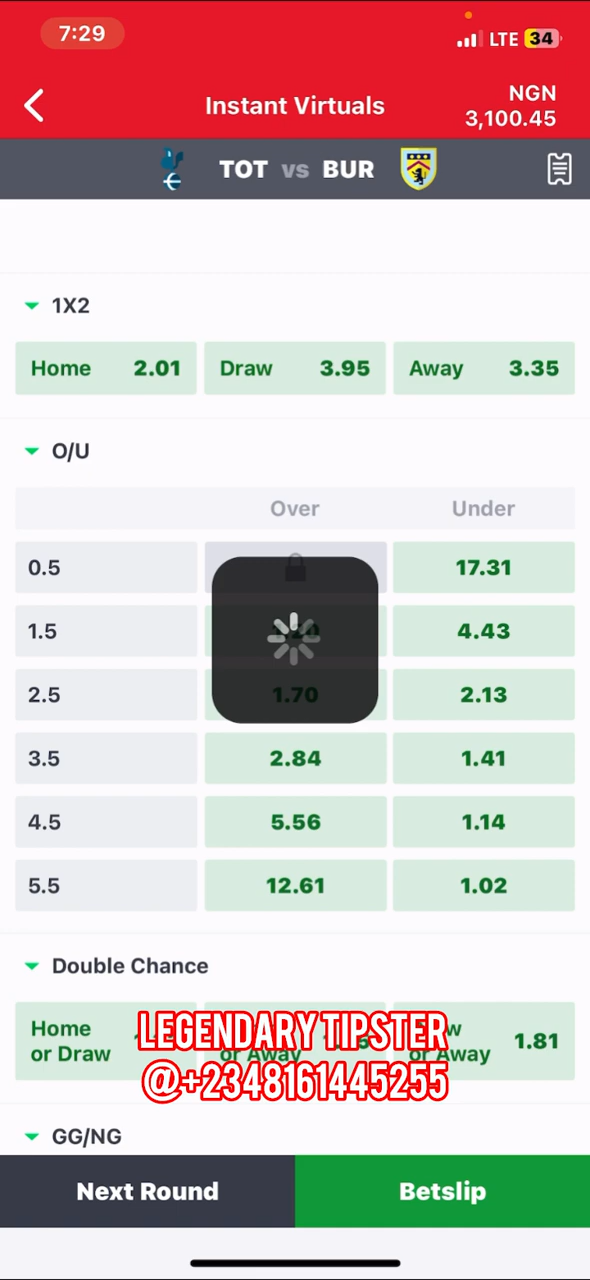 7:29
LTE 34
Instant Virtuals
NGN
3,100.45
TOT vs BUR
1X2
Home 2.01 Draw 3.95 Away 3.35
O/U
Over Under
0.5 17.31
1.5 4.43
2.5 1.70 2.13
3.5 2.84 1.41
4.5 5.56 1.14
5.5 12.61 1.02
Double Chance
Home
or Draw or Away or Away 1.81
LEGENDARY TIPSTER
@+2348161445255
GG/NG
Next Round Betslip